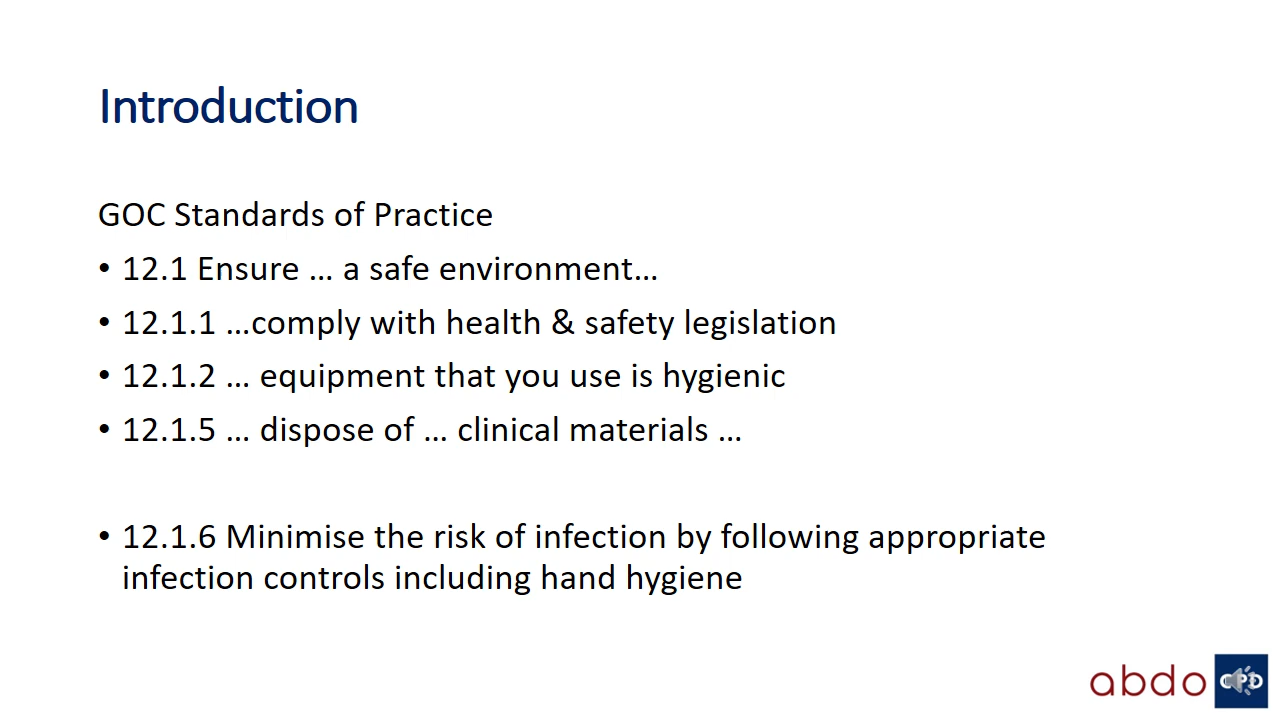 Introduction
GOC Standards of Practice
• 12.1 Ensure … a safe environment…
• 12.1.1 …comply with health & safety legislation
• 12.1.2 … equipment that you use is hygienic
• 12.1.5 … dispose of … clinical materials …
• 12.1.6 Minimise the risk of infection by following appropriate
infection controls including hand hygiene
abdo CPD